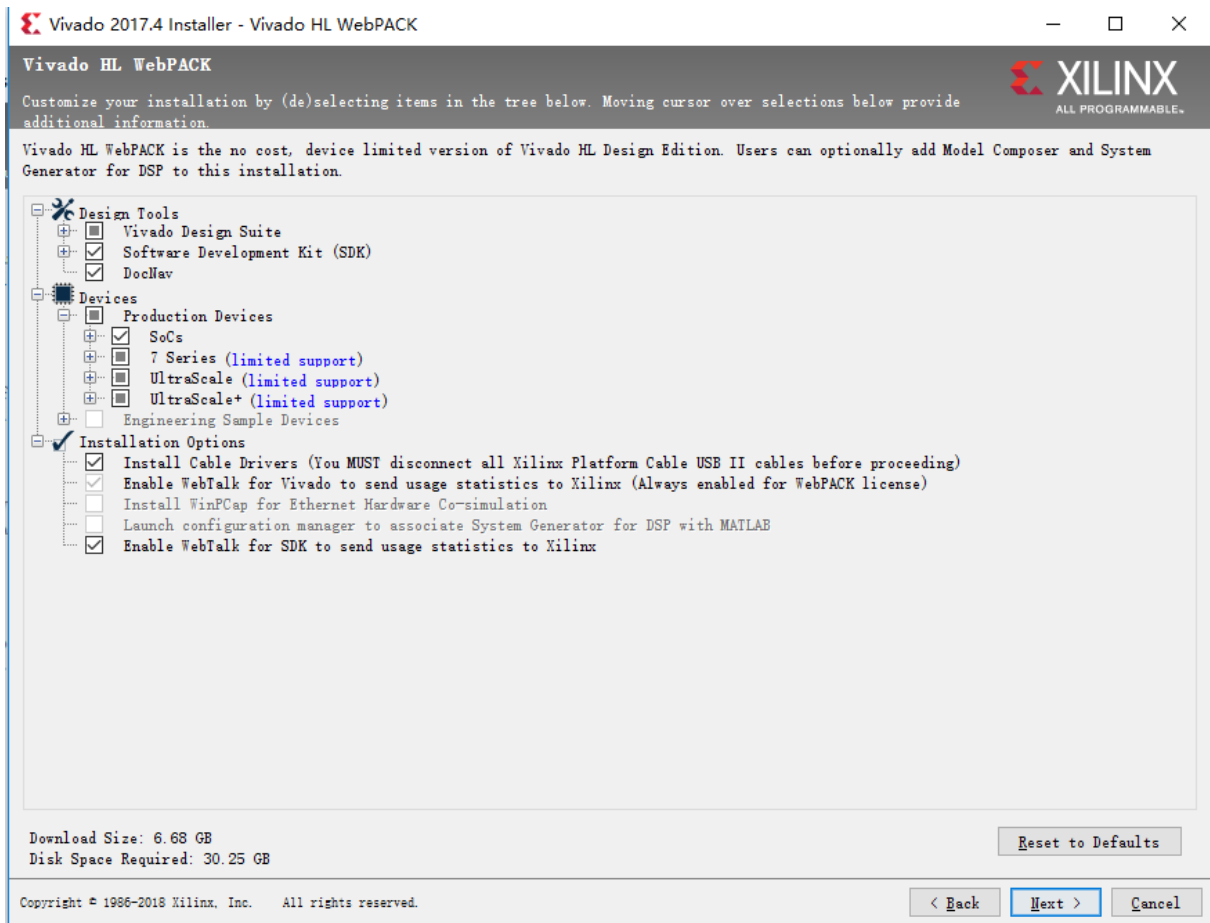 Vivado 2017.4 Installer - Vivado HL WebPACK
Vivado HL WebPACK
XILINX
ALL PROGRAMMABLE™
Customize your installation by (de)selecting items in the tree below. Moving cursor over selections below provide
additional information.
Vivado HL WebPACK is the no cost, device limited version of Vivado HL Design Edition. Users can optionally add Model Composer and System
Generator for DSP to this installation.
Design Tools
Vivado Design Suite
Software Development Kit (SDK)
DocNav
Devices
Production Devices
SoCs
7 Series (limited support)
UltraScale (limited support)
UltraScale+ (limited support)
Engineering Sample Devices
Installation Options
Install Cable Drivers (You MUST disconnect all Xilinx Platform Cable USB II cables before proceeding)
Enable WebTalk for Vivado to send usage statistics to Xilinx (Always enabled for WebPACK license)
Install WinPCap for Ethernet Hardware Co-simulation
Launch configuration manager to associate System Generator for DSP with MATLAB
Enable WebTalk for SDK to send usage statistics to Xilinx
Download Size: 6.68 GB
Disk Space Required: 30.25 GB
Reset to Defaults
Copyright © 1986-2018 Xilinx, Inc. All rights reserved.
< Back
Next >
Cancel